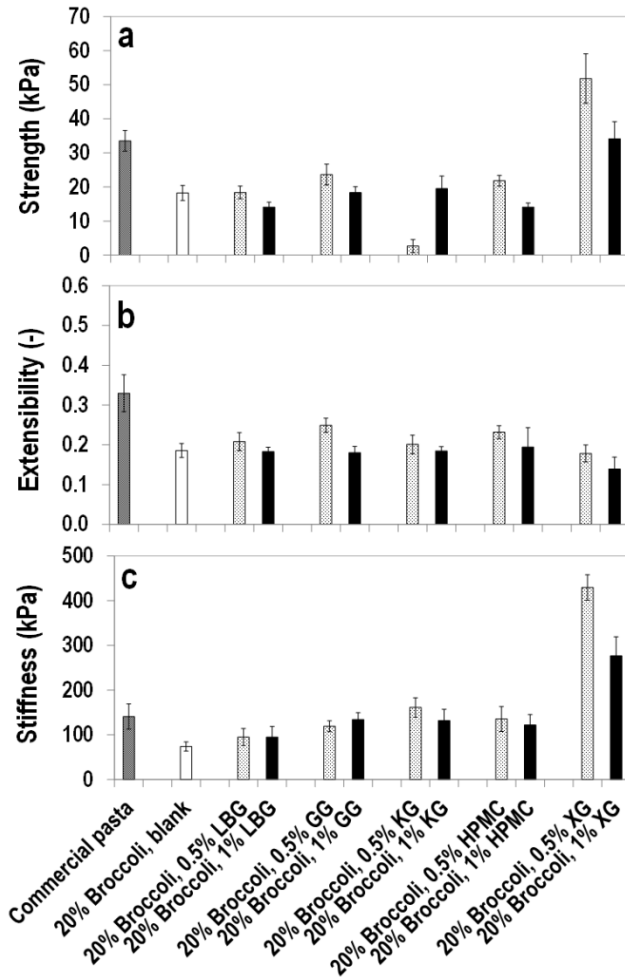 a
Strength (kPa)
70
60
50
40
30
20
10
0
b
Extensibility (-)
0.6
0.5
0.4
0.3
0.2
0.1
0.0
c
Stiffness (kPa)
500
400
300
200
100
0
Commercial pasta
20% Broccoli, blank
20% Broccoli, 0.5% LBG
20% Broccoli, 1% LBG
20% Broccoli, 0.5% GG
20% Broccoli, 1% GG
20% Broccoli, 0.5% KG
20% Broccoli, 1% KG
20% Broccoli, 0.5% HPMC
20% Broccoli, 1% HPMC
20% Broccoli, 0.5% XG
20% Broccoli, 1% XG